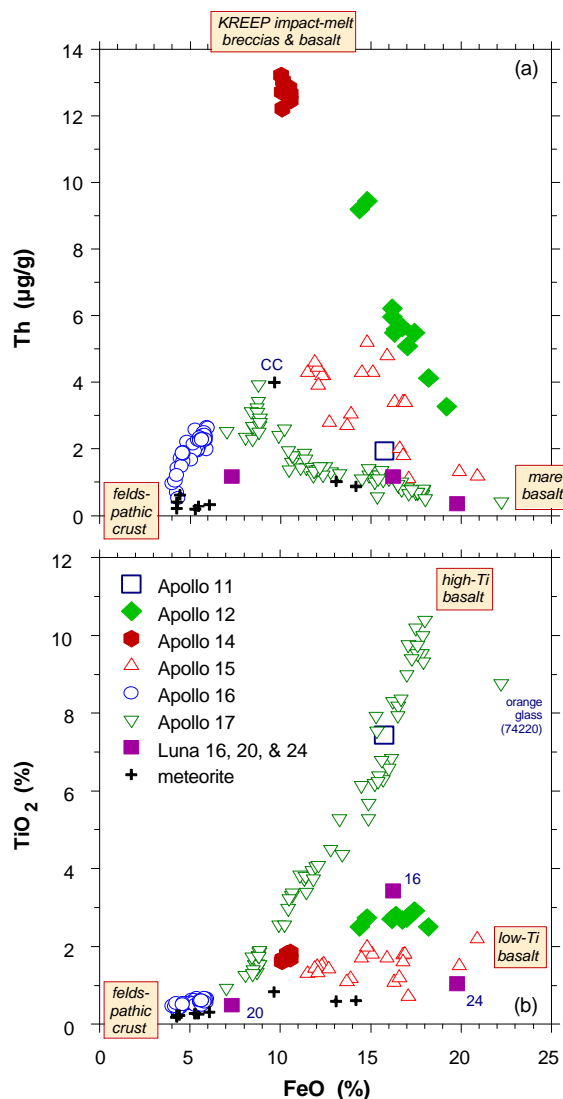 KREEP impact-melt
breccias & basalt
14
(a)
12
10
8
Th (µg/g)
6
CC
4
2
felds-
pathic
crust
mare
basalt
0
12
Apollo 11
high-Ti
basalt
Apollo 12
10
Apollo 14
Apollo 15
Apollo 16
orange
glass
(74220)
8
Apollo 17
Luna 16, 20, & 24
meteorite
6
TiO2 (%)
4
16
2
low-Ti
basalt
felds-
pathic
crust
20
24
(b)
0
0 5 10 15 20 25
FeO (%)